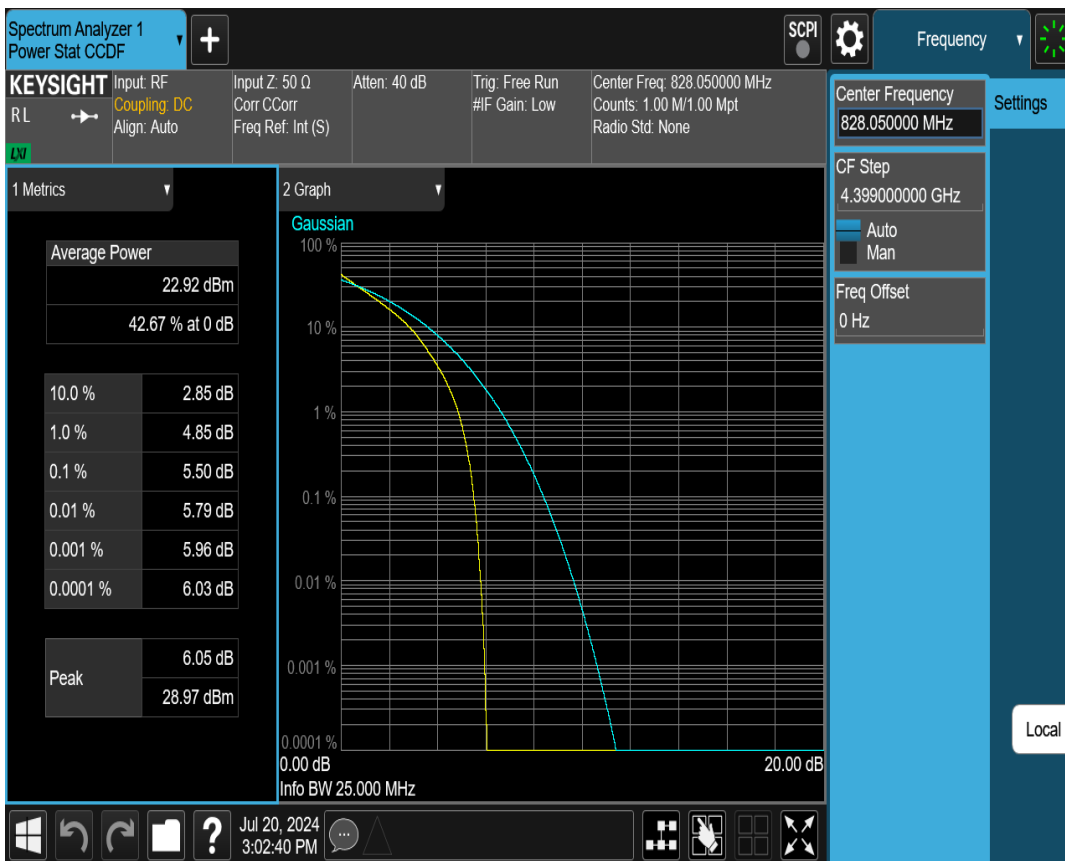 Spectrum Analyzer 1
Power Stat CCDF
SCPI
Frequency
KEYSIGHT
RL
LXI
Input: RF
Coupling: DC
Align: Auto
Input Z: 50 Ω
Corr CCorr
Freq Ref: Int (S)
Atten: 40 dB
Trig: Free Run
#IF Gain: Low
Center Freq: 828.050000 MHz
Counts: 1.00 M/1.00 Mpt
Radio Std: None
Center Frequency
828.050000 MHz
Settings
CF Step
4.399000000 GHz
Auto
Man
Freq Offset
0 Hz
1 Metrics
Average Power
22.92 dBm
42.67 % at 0 dB
10.0 % 2.85 dB
1.0 % 4.85 dB
0.1 % 5.50 dB
0.01 % 5.79 dB
0.001 % 5.96 dB
0.0001 % 6.03 dB
Peak
6.05 dB
28.97 dBm
2 Graph
Gaussian
100 %
10 %
1 %
0.1 %
0.01 %
0.001 %
0.0001 %
0.00 dB 20.00 dB
Info BW 25.000 MHz
Local
?
Jul 20, 2024
3:02:40 PM